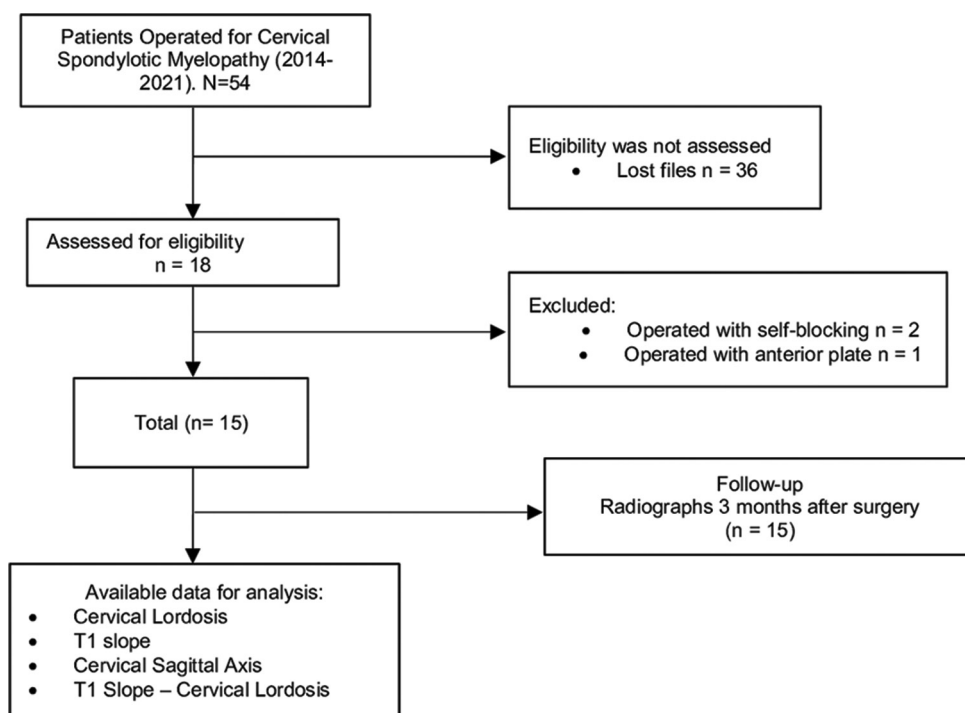 Patients Operated for Cervical
Spondylotic Myelopathy (2014-
2021). N=54
Eligibility was not assessed
• Lost files n = 36
Assessed for eligibility
n = 18
Excluded:
• Operated with self-blocking n = 2
• Operated with anterior plate n = 1
Total (n= 15)
Follow-up
Radiographs 3 months after surgery
(n = 15)
Available data for analysis:
• Cervical Lordosis
• T1 slope
• Cervical Sagittal Axis
• T1 Slope – Cervical Lordosis